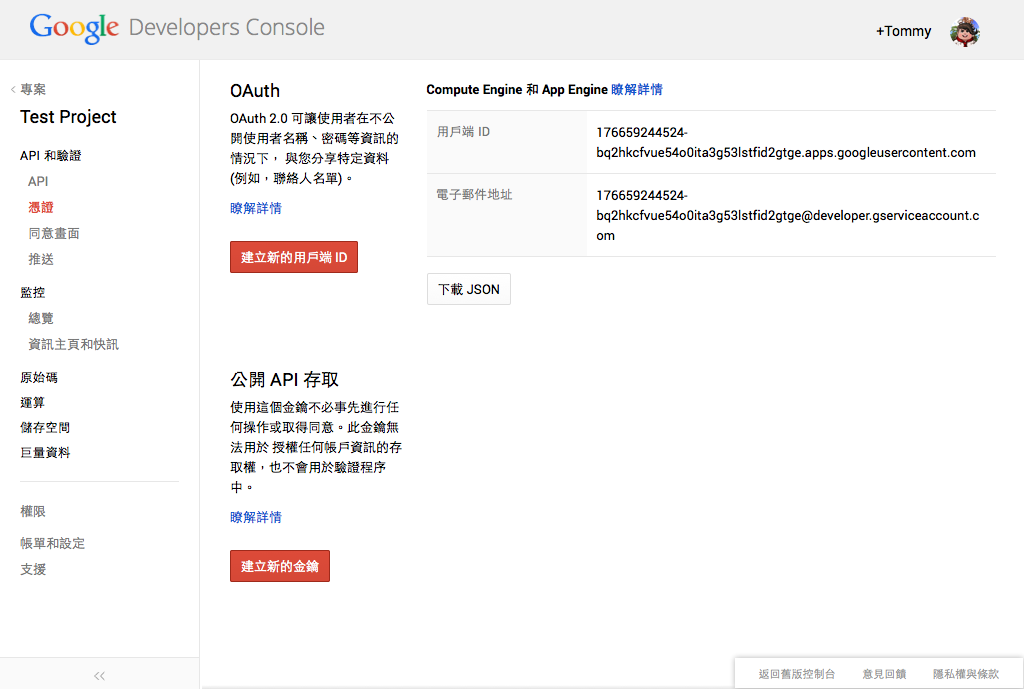 Google Developers Console
+Tommy
專案
Test Project
API 和驗證
API
憑證
同意畫面
推送
監控
總覽
資訊主頁和快訊
原始碼
運算
儲存空間
巨量資料
權限
帳單和設定
支援
OAuth
OAuth 2.0 可讓使用者在不公
開使用者名稱、密碼等資訊的
情況下， 與您分享特定資料
(例如，聯絡人名單)。
瞭解詳情
建立新的用戶端 ID
Compute Engine 和 App Engine 瞭解詳情
用戶端 ID
176659244524-
bq2hkcfvue54o0ita3g53lstfid2gtge.apps.googleusercontent.com
電子郵件地址
176659244524-
bq2hkcfvue54o0ita3g53lstfid2gtge@developer.gserviceaccount.c
om
下載 JSON
公開 API 存取
使用這個金鑰不必事先進行任
何操作或取得同意。此金鑰無
法用於 授權任何帳戶資訊的存
取權，也不會用於驗證程序
中。
瞭解詳情
建立新的金鑰
返回舊版控制台
意見回饋
隱私權與條款